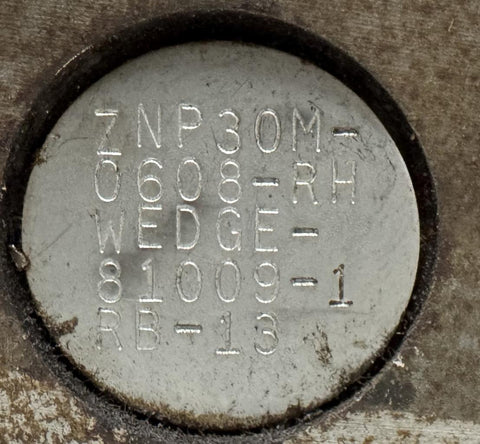 ZNP30M-
0608-RH
WEDGE-
81009-1
RB-13